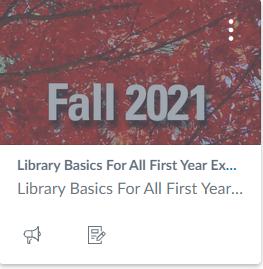 Fall 2021
Library Basics For All First Year Ex...
Library Basics For All First Year...